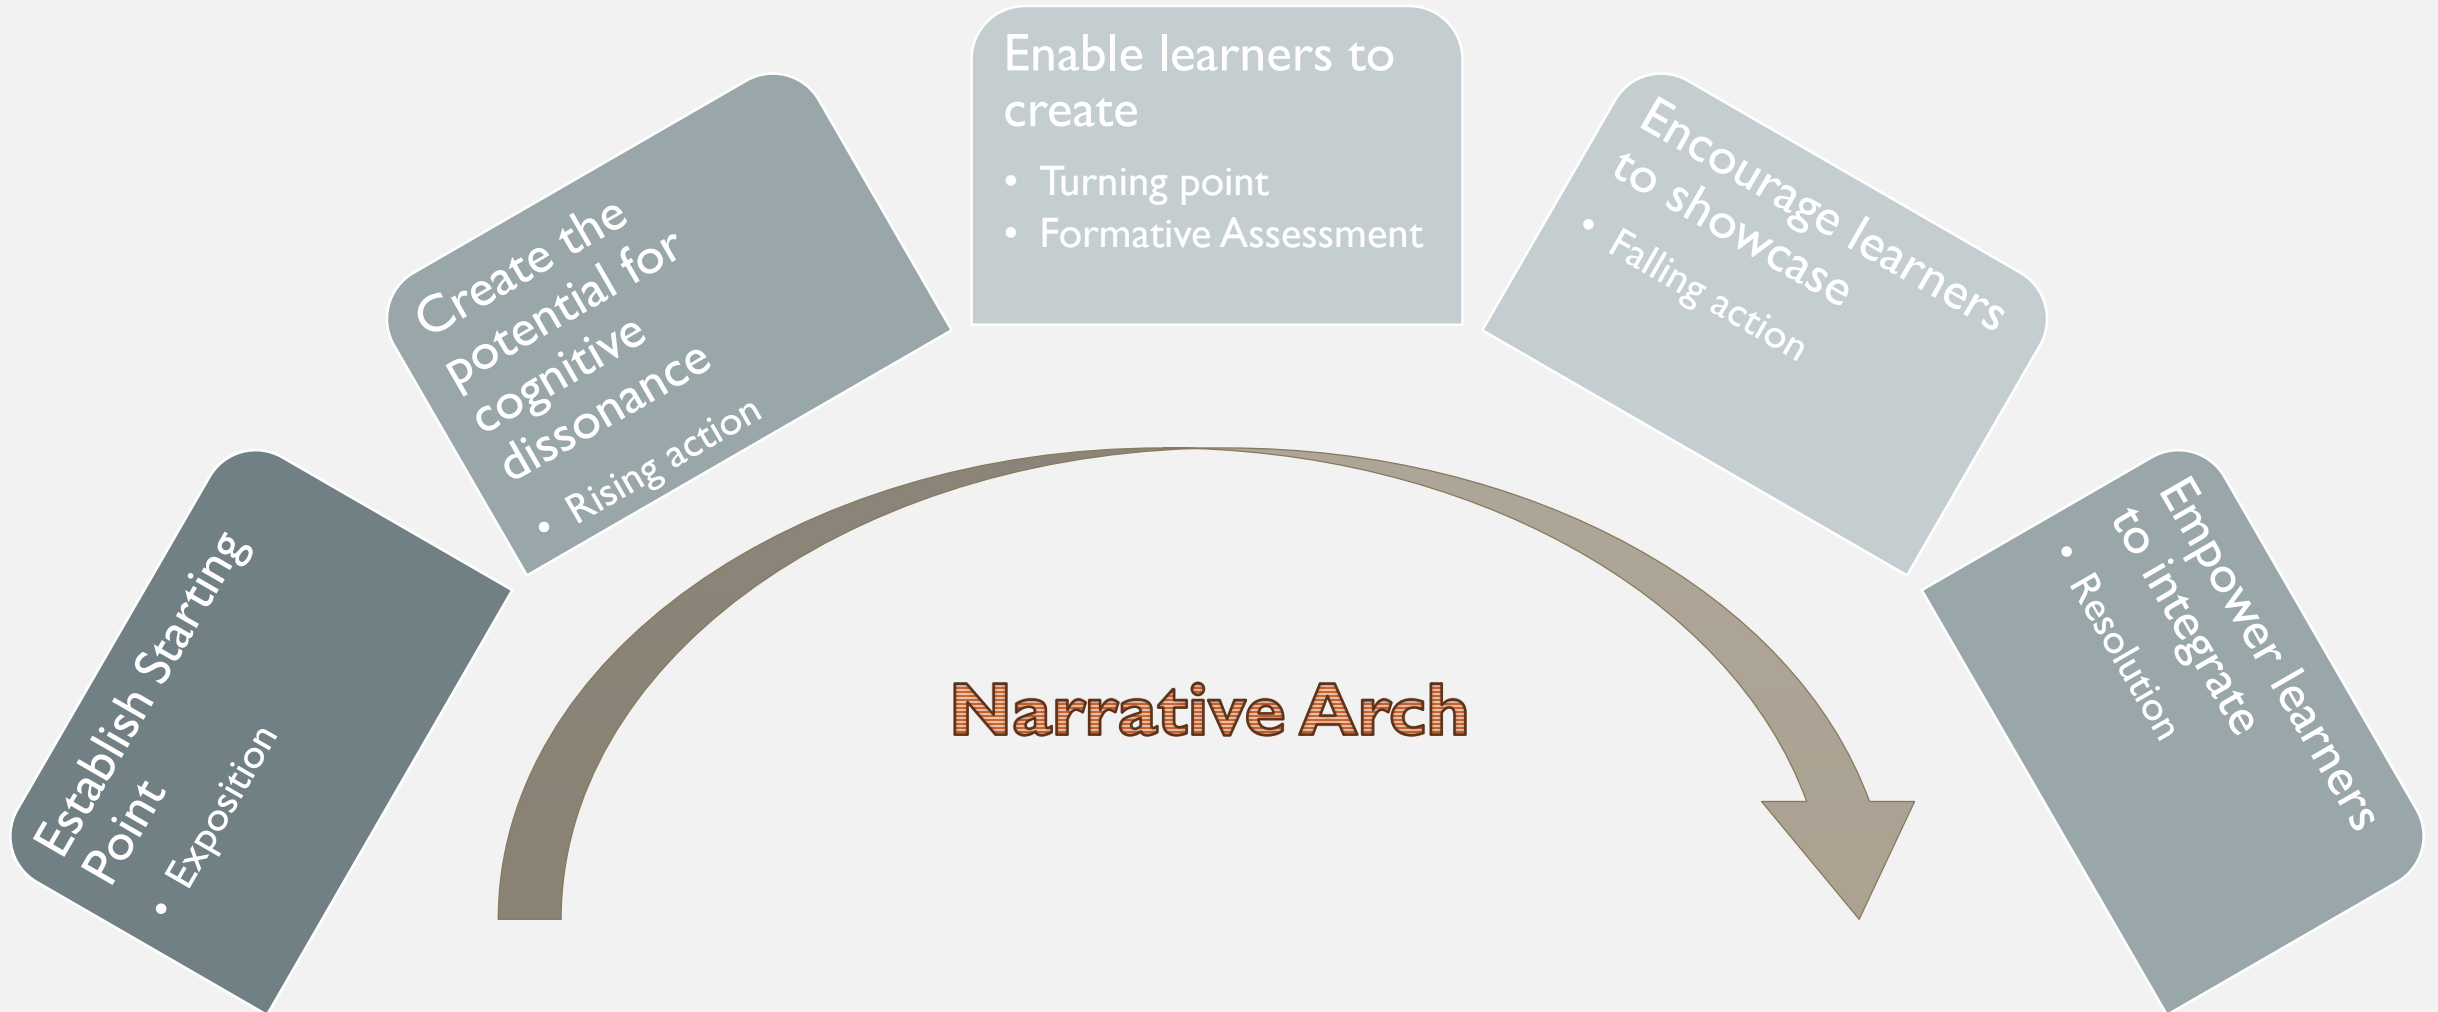 Establish Starting
Point
• Exposition
Create the
potential for
cognitive
dissonance
• Rising action
Enable learners to
create
• Turning point
• Formative Assessment
Encourage learners
to showcase
• Falling action
Empower learners
to integrate
• Resolution
Narrative Arch